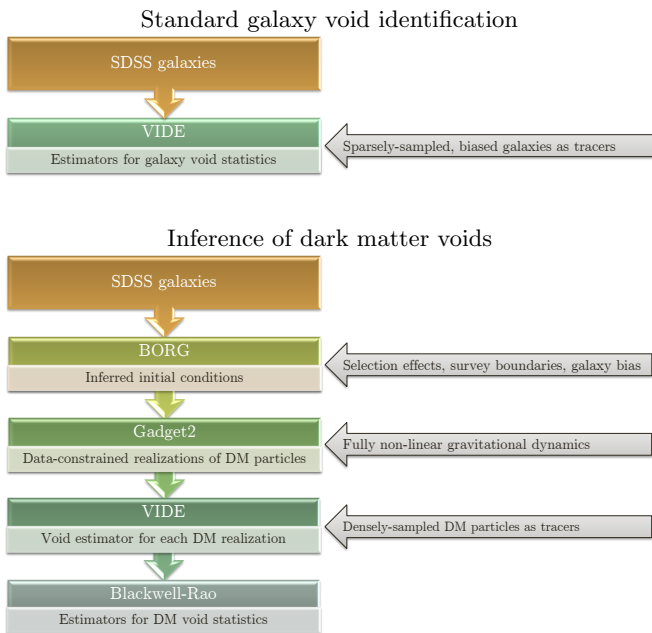 Standard galaxy void identification
SDSS galaxies
VIDE
Estimators for galaxy void statistics
Sparsely-sampled, biased galaxies as tracers
Inference of dark matter voids
SDSS galaxies
BORG
Inferred initial conditions
Selection effects, survey boundaries, galaxy bias
Gadget2
Data-constrained realizations of DM particles
Fully non-linear gravitational dynamics
VIDE
Void estimator for each DM realization
Densely-sampled DM particles as tracers
Blackwell-Rao
Estimators for DM void statistics